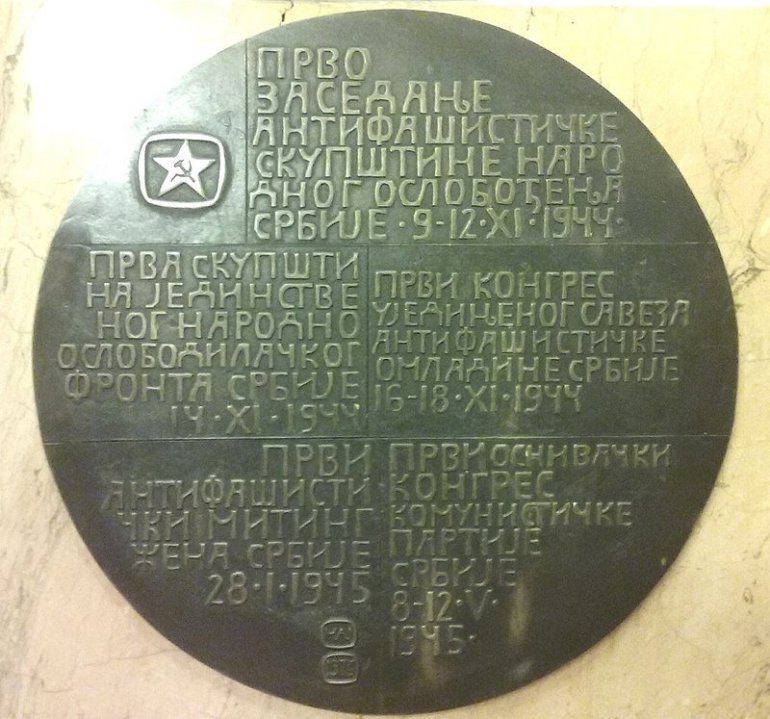 ПРВО
ЗАСЕДАЊЕ
АНТИФАШИСТИЧКЕ
СКУПШТИНЕ НАРО
ДНОГ ОСЛОБОЂЕЊА
СРБИЈЕ · 9-12·XI·1944·
ПРВА СКУПШТИ
НА ЈЕДИНСТВЕ
НОГ НАРОДНО
ОСЛОБОДИЛАЧКОГ
ФРОНТА СРБИЈЕ
14·XI·1944
ПРВИ КОНГРЕС
УЈЕДИЊЕНОГ САВЕЗА
АНТИФАШИСТИЧКЕ
ОМЛАДИНЕ СРБИЈЕ
16-18·XI·1944
ПРВИ
АНТИФАШИСТИ
ЧКИ МИТИНГ
ЖЕНА СРБИЈЕ
28·I·1945
ПРВИ ОСНИВАЧКИ
КОНГРЕС
КОМУНИСТИЧКЕ
ПАРТИЈЕ
СРБИЈЕ
8-12·V·
1945·